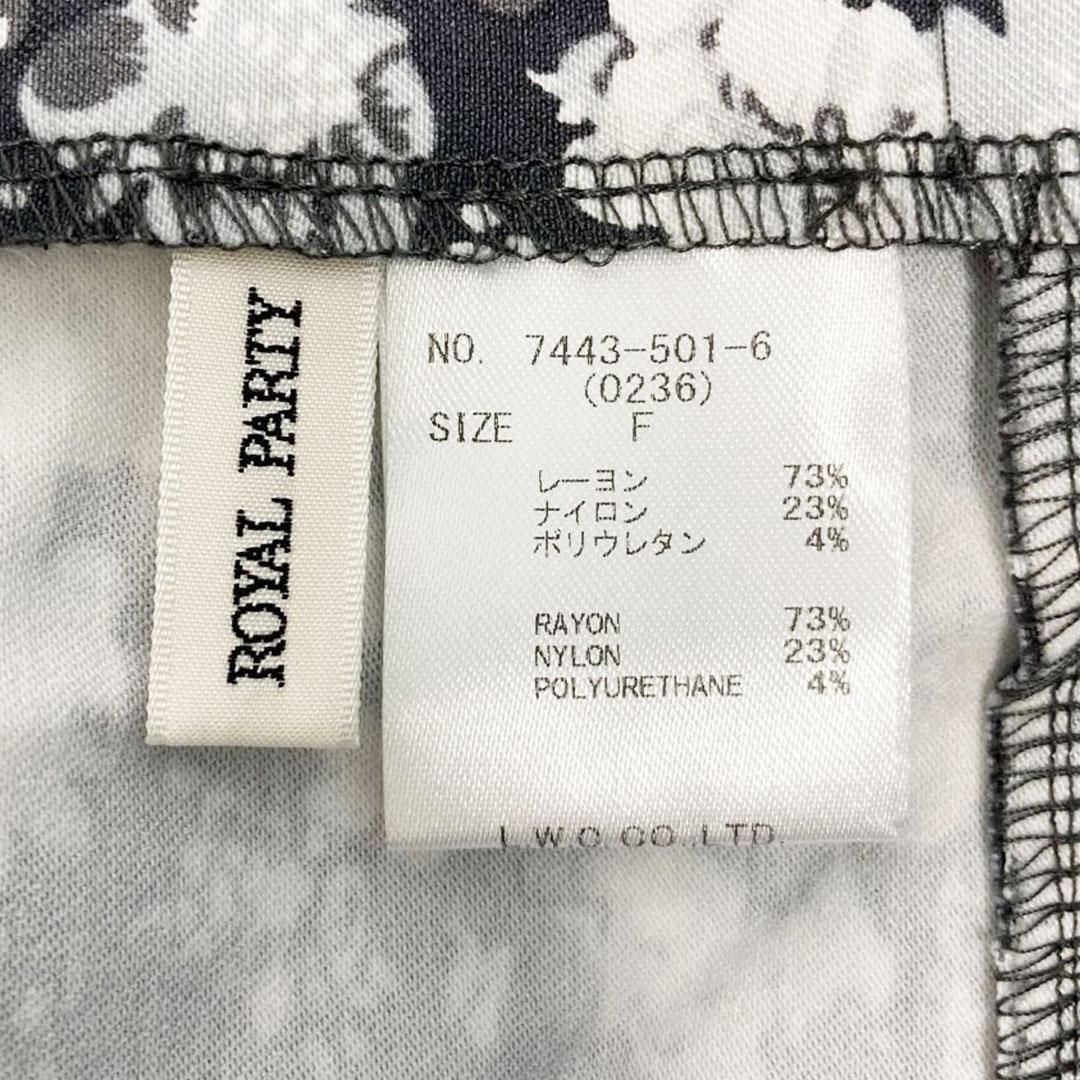 ROYAL PARTY
NO. 7443-501-6
(0236)
SIZE F
レーヨン 73%
ナイロン 23%
ポリウレタン 4%
RAYON 73%
NYLON 23%
POLYURETHANE 4%
CO.,LTD.